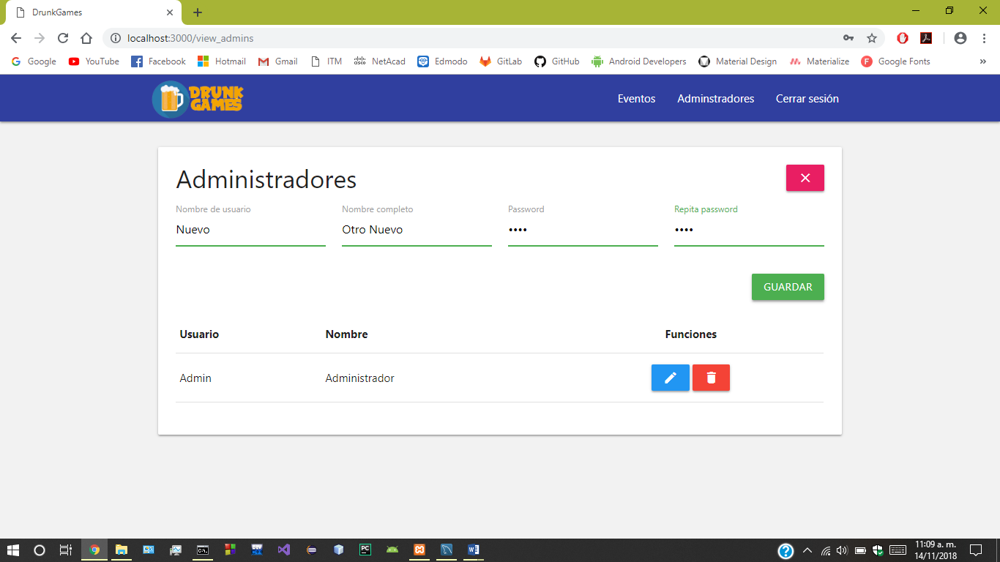 DrunkGames
localhost:3000/view_admins
Google YouTube Facebook Hotmail Gmail ITM NetAcad Edmodo GitLab GitHub Android Developers Material Design Materialize Google Fonts »
DRUNK
GAMES
Eventos Adminstradores Cerrar sesión
Administradores
Nombre de usuario Nombre completo Password Repita password
Nuevo Otro Nuevo •••• ••••
GUARDAR
Usuario Nombre Funciones
Admin Administrador
11:09 a. m.
14/11/2018